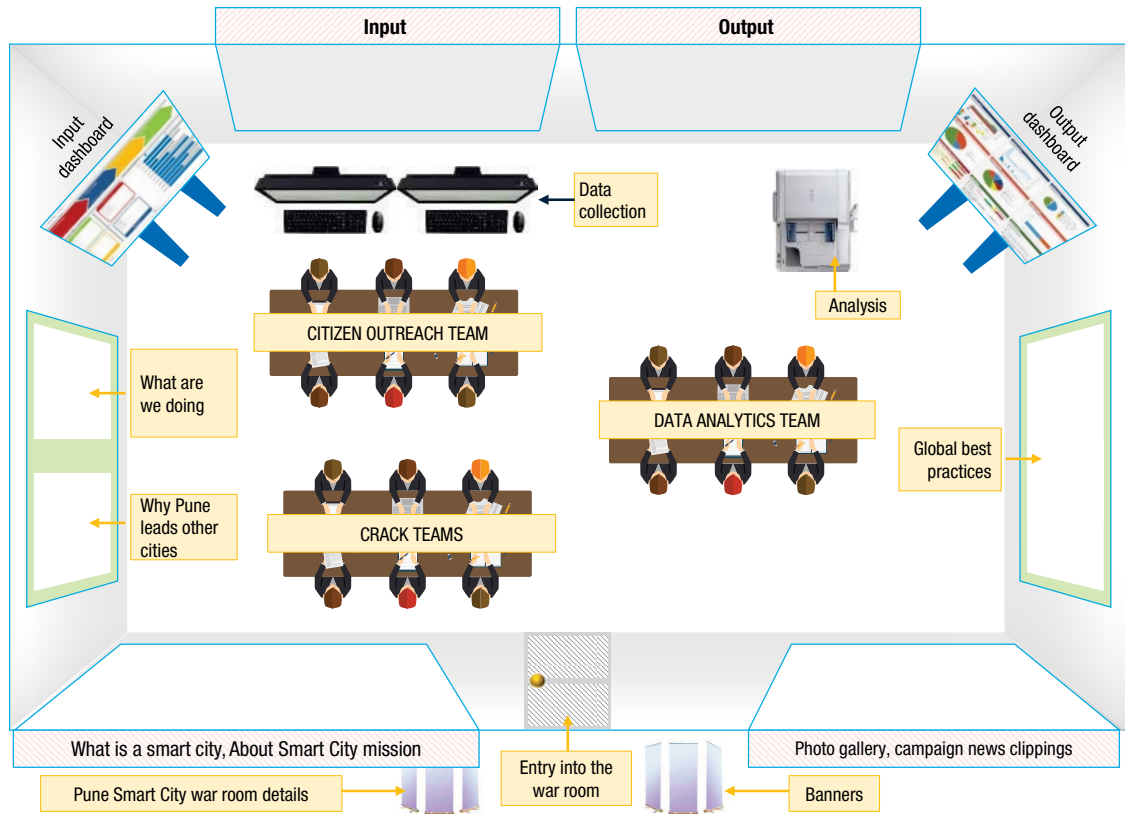 Input
Output
Input
dashboard
Output
dashboard
Data
collection
Analysis
CITIZEN OUTREACH TEAM
What are
we doing
DATA ANALYTICS TEAM
Global best
practices
Why Pune
leads other
cities
CRACK TEAMS
What is a smart city, About Smart City mission
Photo gallery, campaign news clippings
Entry into the
war room
Pune Smart City war room details
Banners